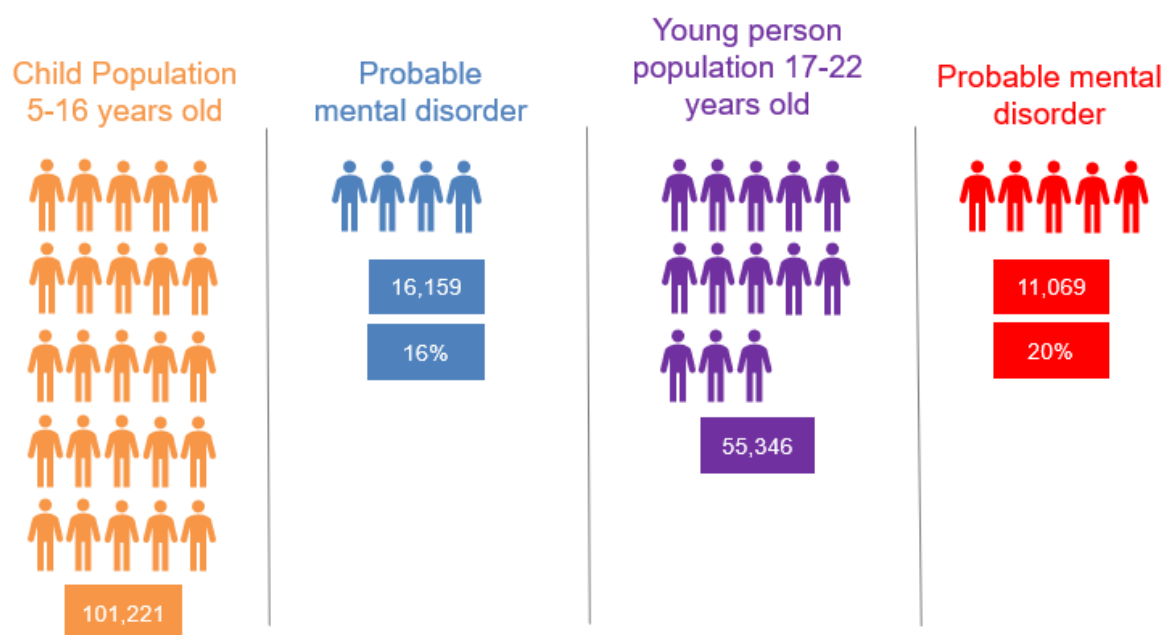 Child Population
5-16 years old
101,221
Probable
mental disorder
16,159
16%
Young person
population 17-22
years old
55,346
Probable mental
disorder
11,069
20%